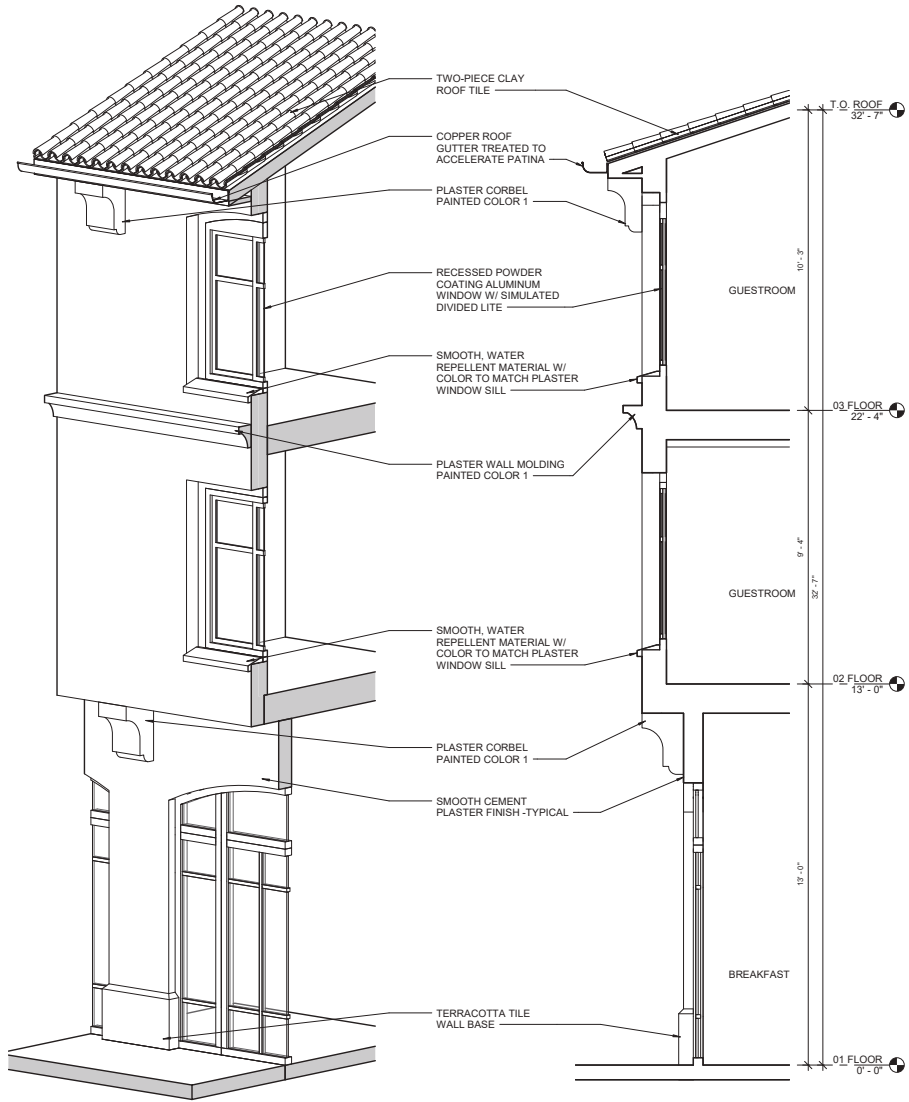 TWO-PIECE CLAY
ROOF TILE
COPPER ROOF
GUTTER TREATED TO
ACCELERATE PATINA
PLASTER CORBEL
PAINTED COLOR 1
RECESSED POWDER
COATING ALUMINUM
WINDOW W/ SIMULATED
DIVIDED LITE
SMOOTH, WATER
REPELLENT MATERIAL W/
COLOR TO MATCH PLASTER
WINDOW SILL
PLASTER WALL MOLDING
PAINTED COLOR 1
SMOOTH, WATER
REPELLENT MATERIAL W/
COLOR TO MATCH PLASTER
WINDOW SILL
PLASTER CORBEL
PAINTED COLOR 1
SMOOTH CEMENT
PLASTER FINISH -TYPICAL
TERRACOTTA TILE
WALL BASE
GUESTROOM
GUESTROOM
BREAKFAST
10' - 3"
9' - 4"
32' - 7"
13' - 0"
T.O. ROOF
32' - 7"
03 FLOOR
22' - 4"
02 FLOOR
13' - 0"
01 FLOOR
0' - 0"